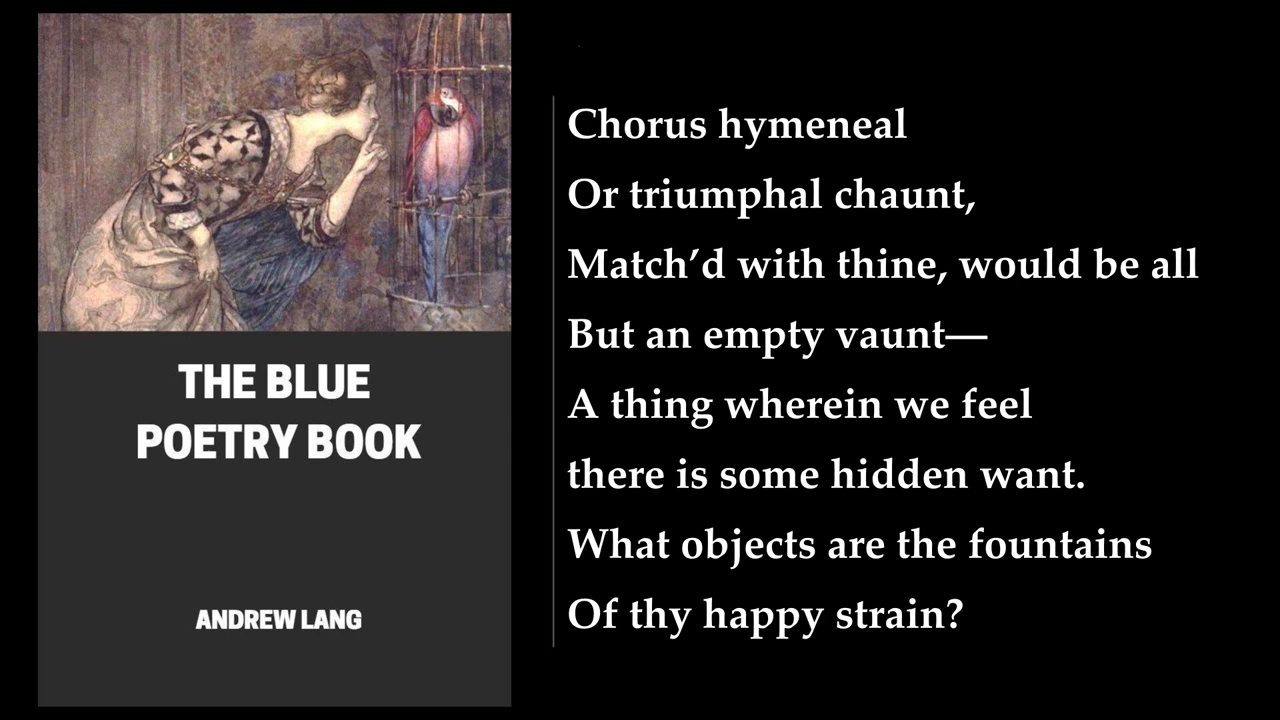 THE BLUE
POETRY BOOK
ANDREW LANG
Chorus hymeneal
Or triumphal chaunt,
Match’d with thine, would be all
But an empty vaunt—
A thing wherein we feel
there is some hidden want.
What objects are the fountains
Of thy happy strain?